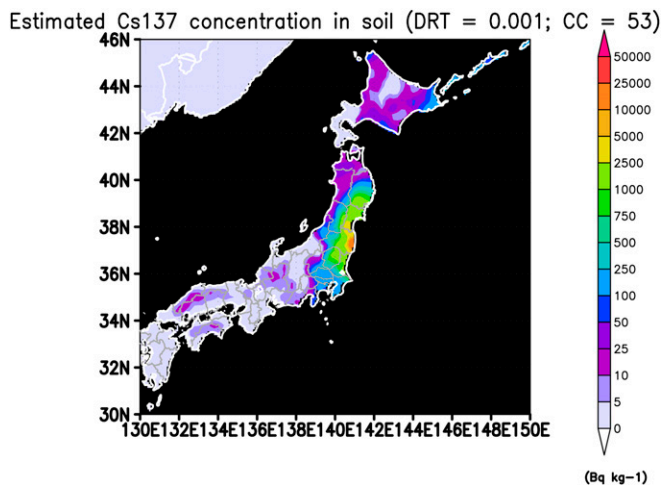 Estimated Cs137 concentration in soil (DRT = 0.001; CC = 53)
46N
44N
42N
40N
38N
36N
34N
32N
30N
130E132E134E136E138E140E142E144E146E148E150E
50000
25000
10000
5000
2500
1000
750
500
250
100
50
25
10
5
0
(Bq kg-1)